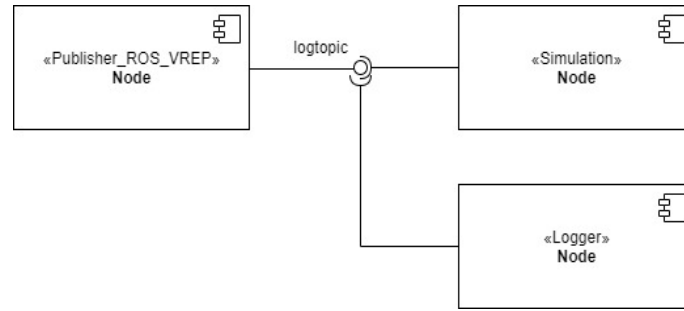 «Publisher_ROS_VREP»
Node
logtopic
«Simulation»
Node
«Logger»
Node